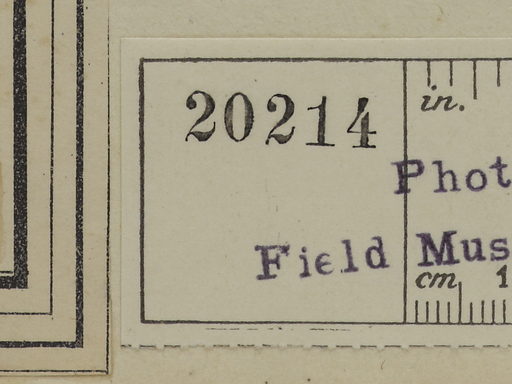 20214
in.
Phot
Field Mus
cm. 1